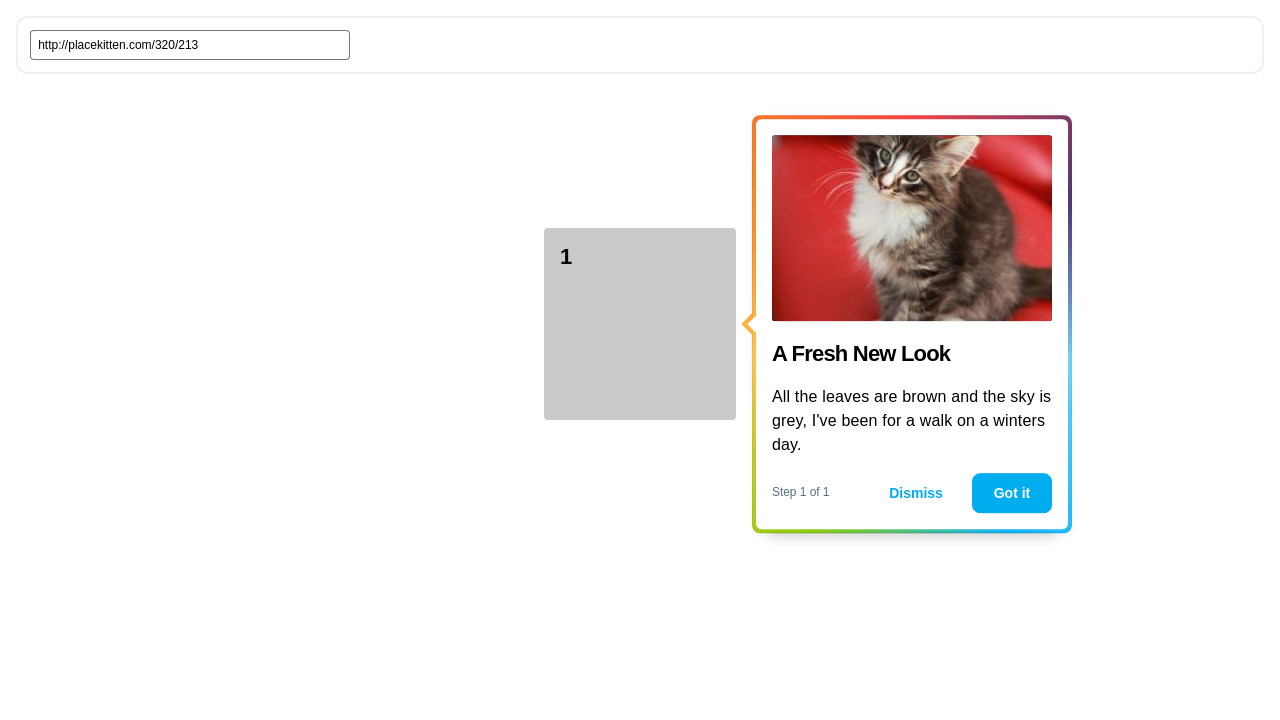 http://placekitten.com/320/213
1
A Fresh New Look
All the leaves are brown and the sky is
grey, I've been for a walk on a winters
day.
Step 1 of 1
Dismiss
Got it